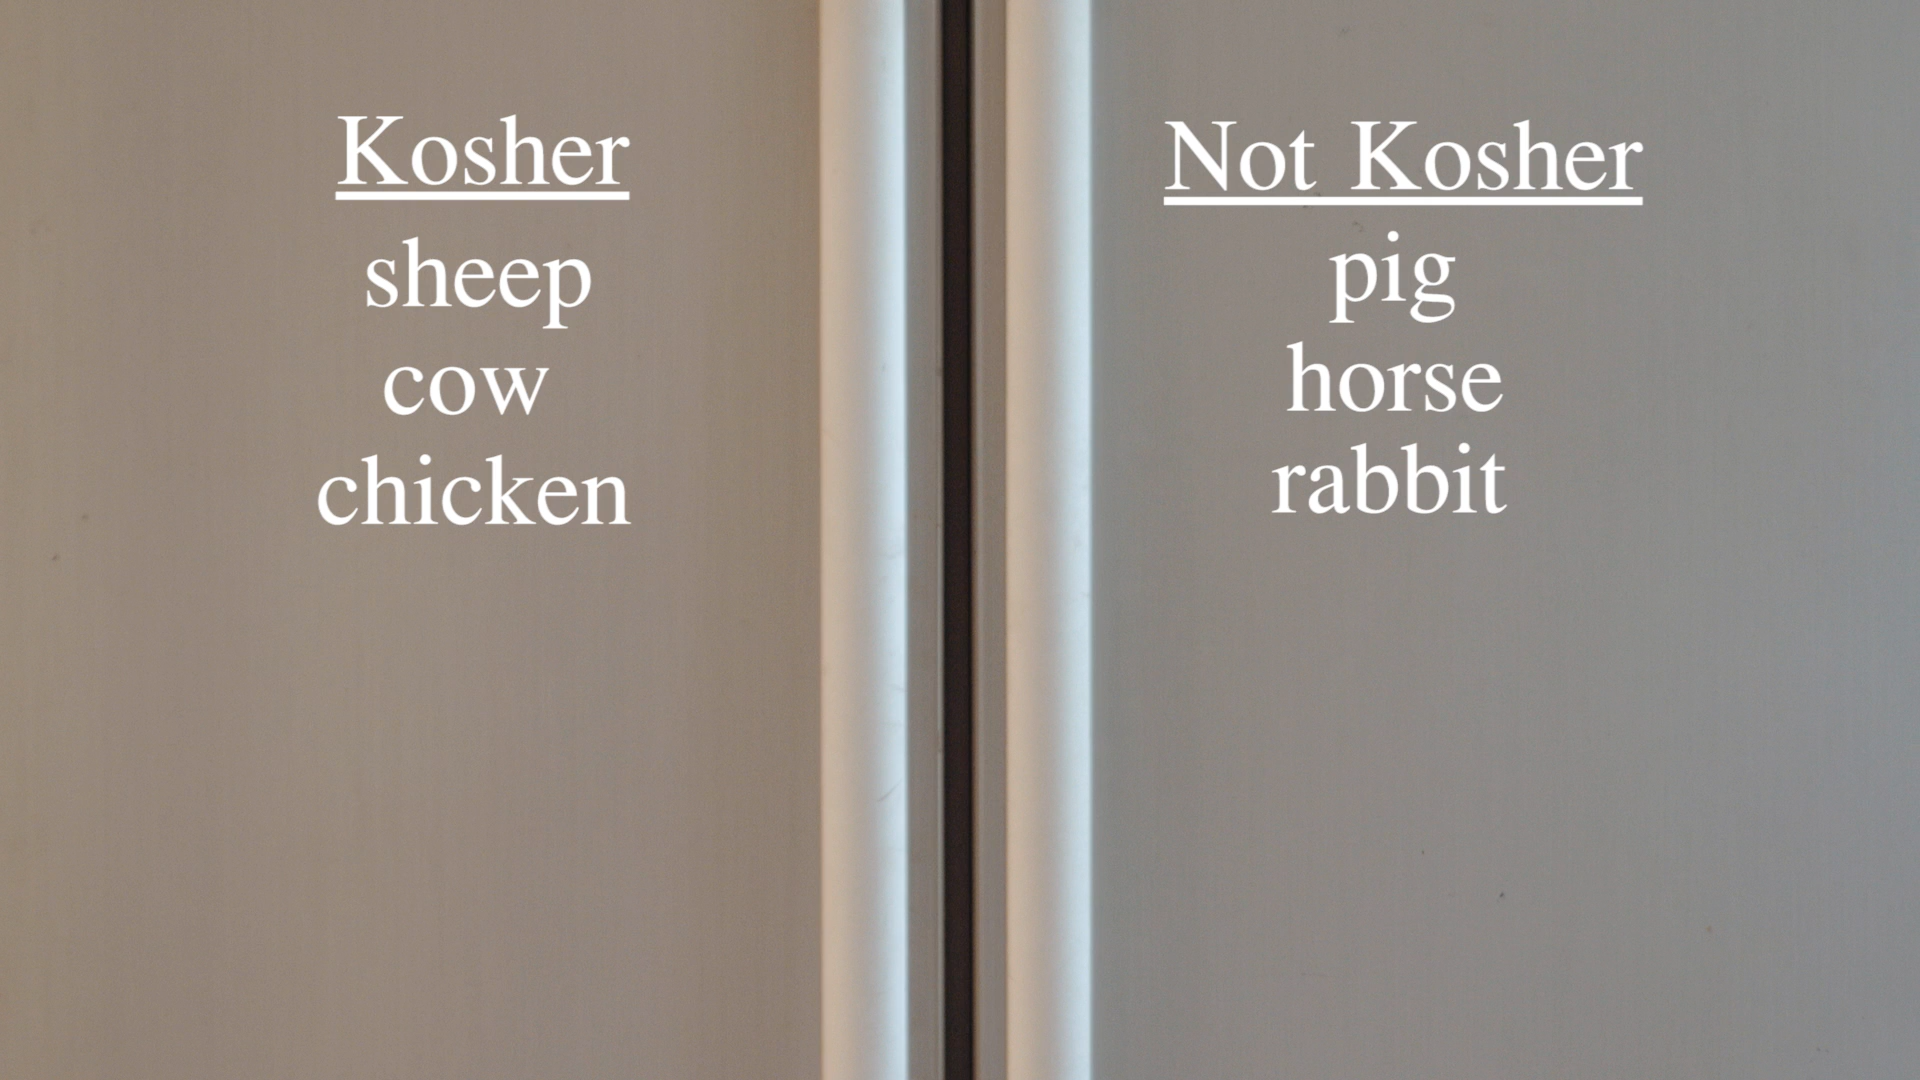 Kosher
sheep
cow
chicken
Not Kosher
pig
horse
rabbit